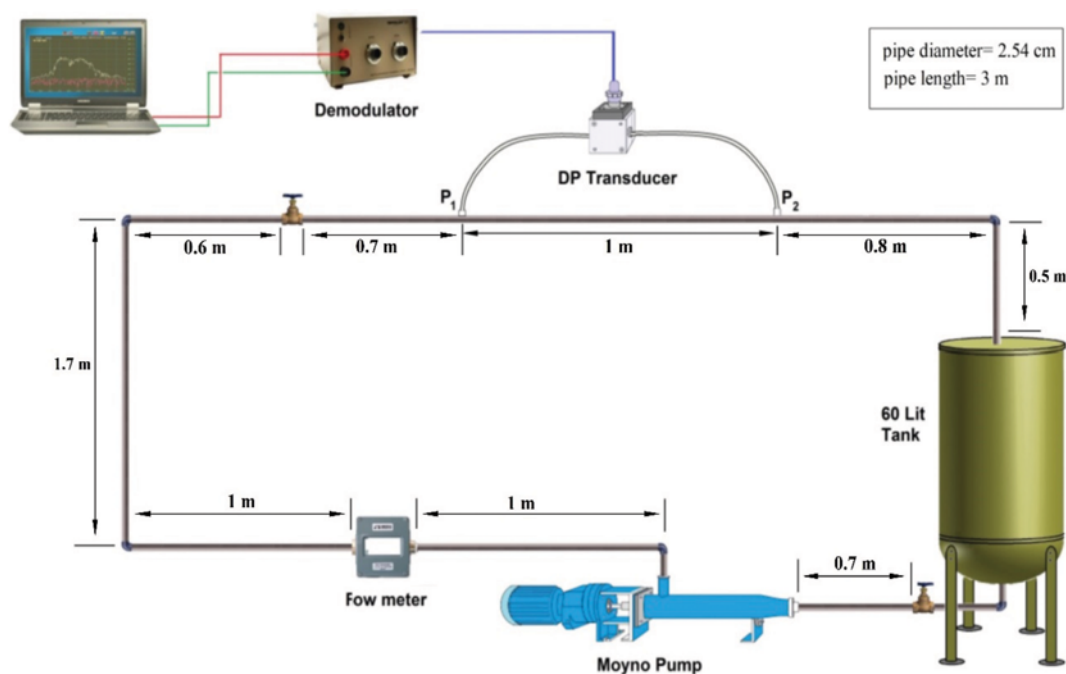 pipe diameter= 2.54 cm
pipe length= 3 m
Demodulator
DP Transducer
P1
P2
0.6 m
0.7 m
1 m
0.8 m
0.5 m
1.7 m
60 Lit
Tank
1 m
1 m
0.7 m
Fow meter
Moyno Pump